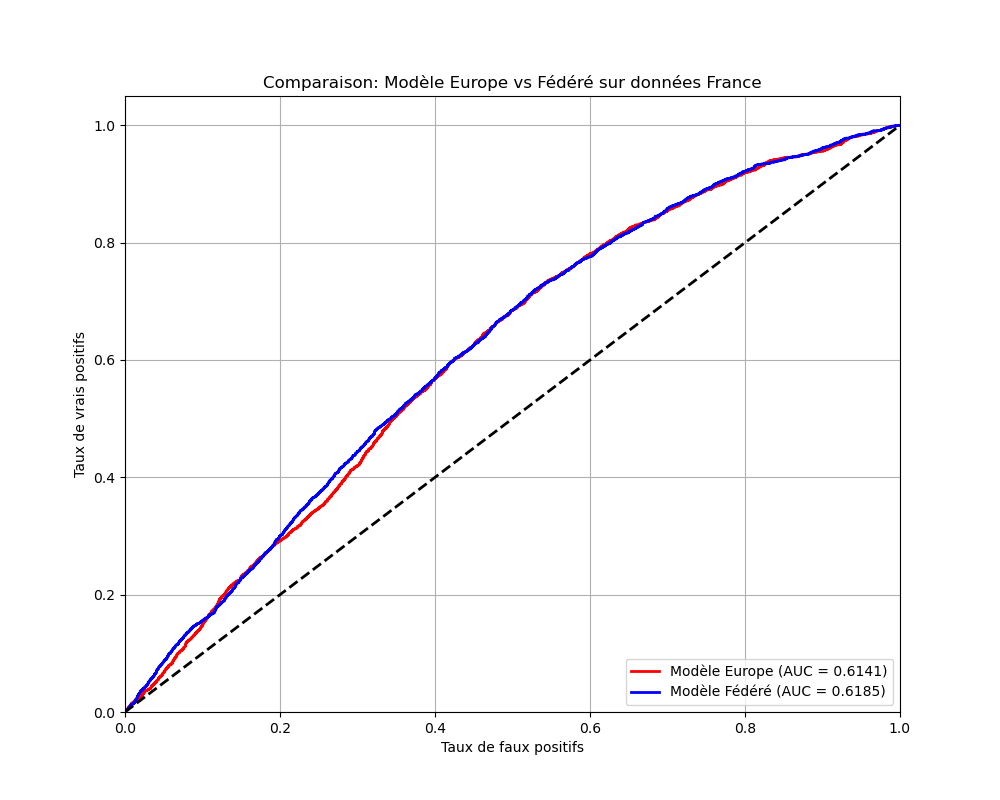 Comparaison: Modèle Europe vs Fédéré sur données France
Taux de vrais positifs
1.0
0.8
0.6
0.4
0.2
0.0
0.0 0.2 0.4 0.6 0.8 1.0
Taux de faux positifs
Modèle Europe (AUC = 0.6141)
Modèle Fédéré (AUC = 0.6185)